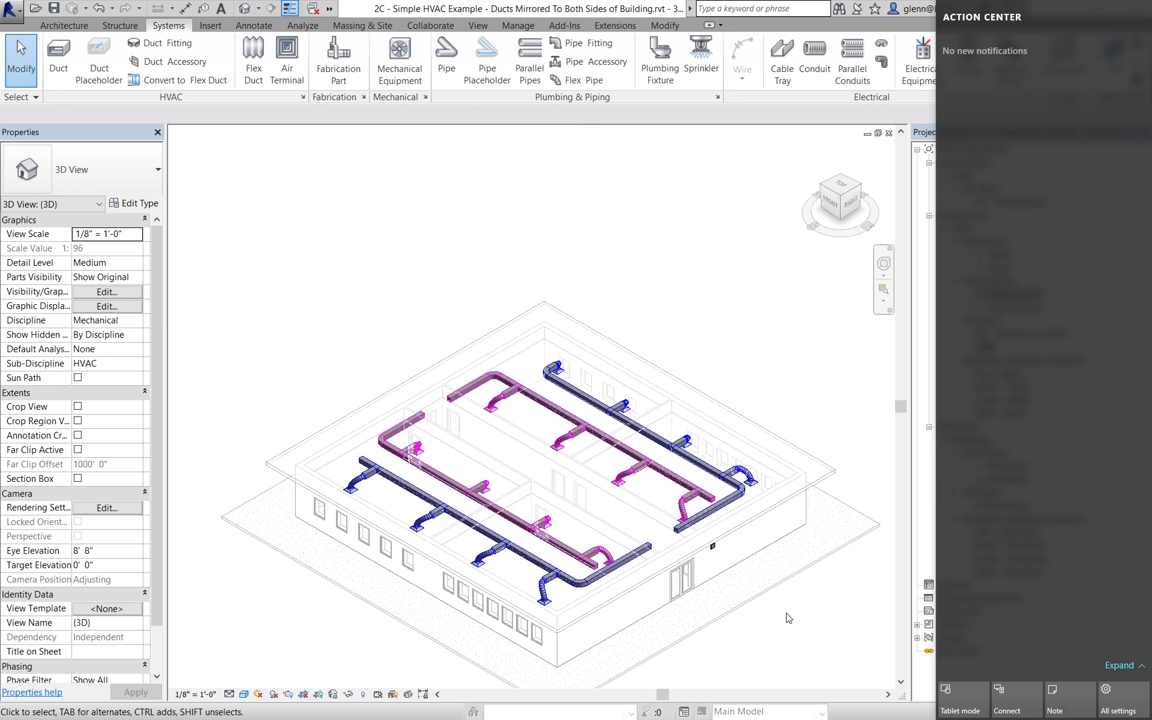 2C - Simple HVAC Example - Ducts Mirrored To Both Sides of Building.rvt - 3...
Type a keyword or phrase
glenn@
Architecture Structure Systems Insert Annotate Analyze Massing & Site Collaborate View Manage Add-Ins Extensions Modify
Modify
Duct
Duct Placeholder
Duct Fitting
Duct Accessory
Convert to Flex Duct
Flex Duct
Air Terminal
Fabrication Part
Mechanical Equipment
Pipe
Pipe Placeholder
Parallel Pipes
Pipe Fitting
Pipe Accessory
Flex Pipe
Plumbing Fixture
Sprinkler
Wire
Cable Tray
Conduit
Parallel Conduits
Electrica
Equipme
Select HVAC Fabrication Mechanical Plumbing & Piping Electrical
Properties
3D View
3D View: {3D} Edit Type
Graphics
View Scale 1/8" = 1'-0"
Scale Value 1: 96
Detail Level Medium
Parts Visibility Show Original
Visibility/Grap... Edit...
Graphic Displa... Edit...
Discipline Mechanical
Show Hidden ... By Discipline
Default Analys... None
Sub-Discipline HVAC
Sun Path
Extents
Crop View
Crop Region V...
Annotation Cr...
Far Clip Active
Far Clip Offset 1000' 0"
Section Box
Camera
Rendering Sett... Edit...
Locked Orient...
Perspective
Eye Elevation 8' 8"
Target Elevation 0' 0"
Camera Position Adjusting
Identity Data
View Template <None>
View Name {3D}
Dependency Independent
Title on Sheet
Phasing
Phase Filter Show All
Properties help Apply
TOP
FRONT RIGHT
Projec
1/8" = 1'-0"
Click to select, TAB for alternates, CTRL adds, SHIFT unselects.
:0
Main Model
ACTION CENTER
No new notifications
Expand
Tablet mode
Connect
Note
All settings